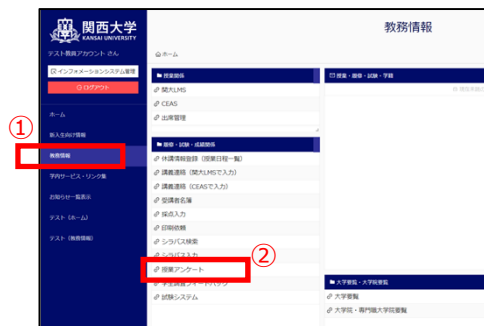 関西大学
KANSAI UNIVERSITY
教務情報
テスト教員アカウント さん
ホーム
インフォメーションシステム管理
ログアウト
①
ホーム
新入生向け情報
教務情報
学内サービス・リンク集
お知らせ一覧表示
テスト（ホーム）
テスト（教務情報）
授業関係
関大LMS
CEAS
出席管理
履修・試験・成績関係
休講情報登録（授業日程一覧）
講義連絡（関大LMSで入力）
講義連絡（CEASで入力）
受講者名簿
採点入力
印刷依頼
シラバス検索
シラバス入力
②
授業アンケート
試験システム
授業・履修・試験・学籍
大学要覧・大学院要覧
大学要覧
大学院・専門職大学院要覧